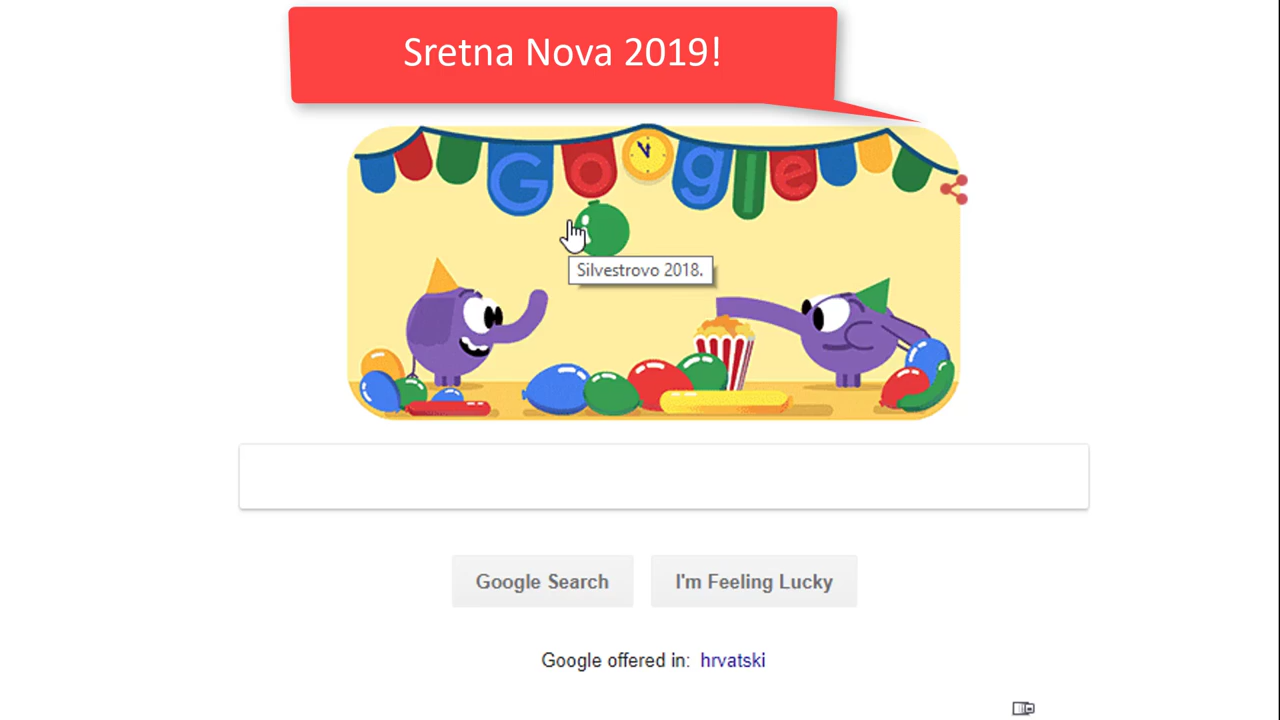 Sretna Nova 2019!
Google
Silvestrovo 2018.
Google Search
I'm Feeling Lucky
Google offered in: hrvatski